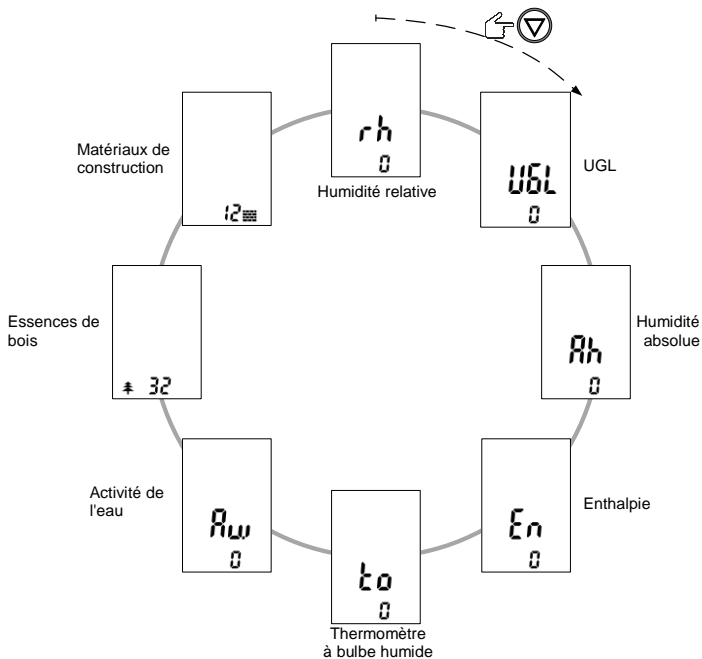 rh
0
Humidité relative
UGL
0
UGL
Ah
0
Humidité
absolue
En
0
Enthalpie
to
0
Thermomètre
à bulbe humide
Aw
0
Activité de
l'eau
32
Essences de
bois
12
Matériaux de
construction